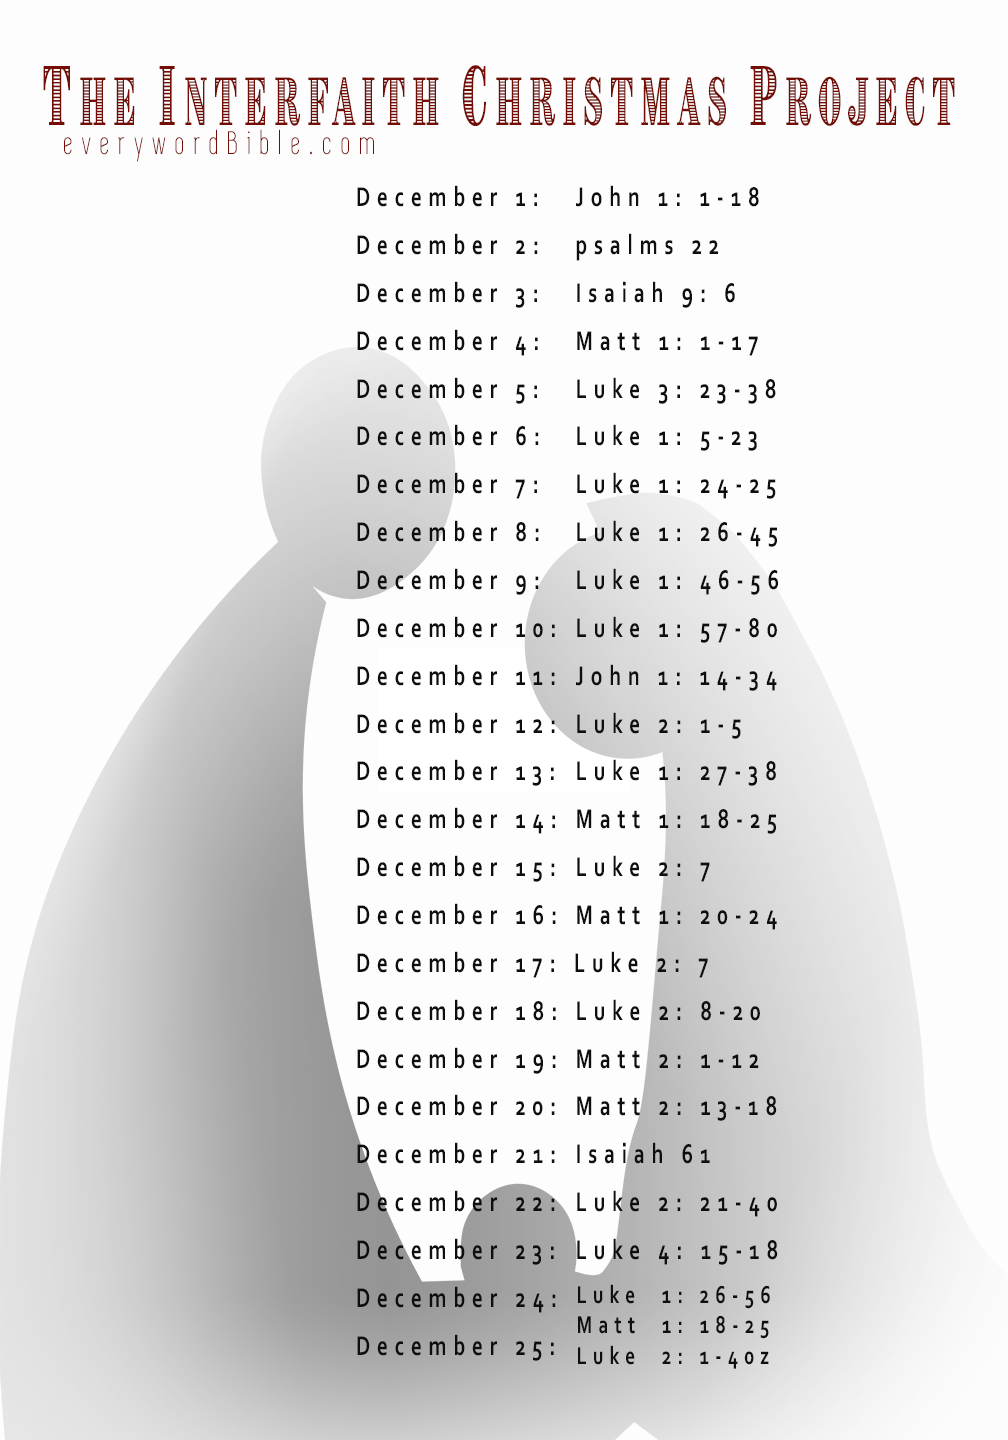 The Interfaith Christmas Project
everywordBible.com
December 1: John 1: 1-18
December 2: psalms 22
December 3: Isaiah 9: 6
December 4: Matt 1: 1-17
December 5: Luke 3: 23-38
December 6: Luke 1: 5-23
December 7: Luke 1: 24-25
December 8: Luke 1: 26-45
December 9: Luke 1: 46-56
December 10: Luke 1: 57-80
December 11: John 1: 14-34
December 12: Luke 2: 1-5
December 13: Luke 1: 27-38
December 14: Matt 1: 18-25
December 15: Luke 2: 7
December 16: Matt 1: 20-24
December 17: Luke 2: 7
December 18: Luke 2: 8-20
December 19: Matt 2: 1-12
December 20: Matt 2: 13-18
December 21: Isaiah 61
December 22: Luke 2: 21-40
December 23: Luke 4: 15-18
December 24: Luke 1: 26-56
Matt 1: 18-25
December 25: Luke 2: 1-40z